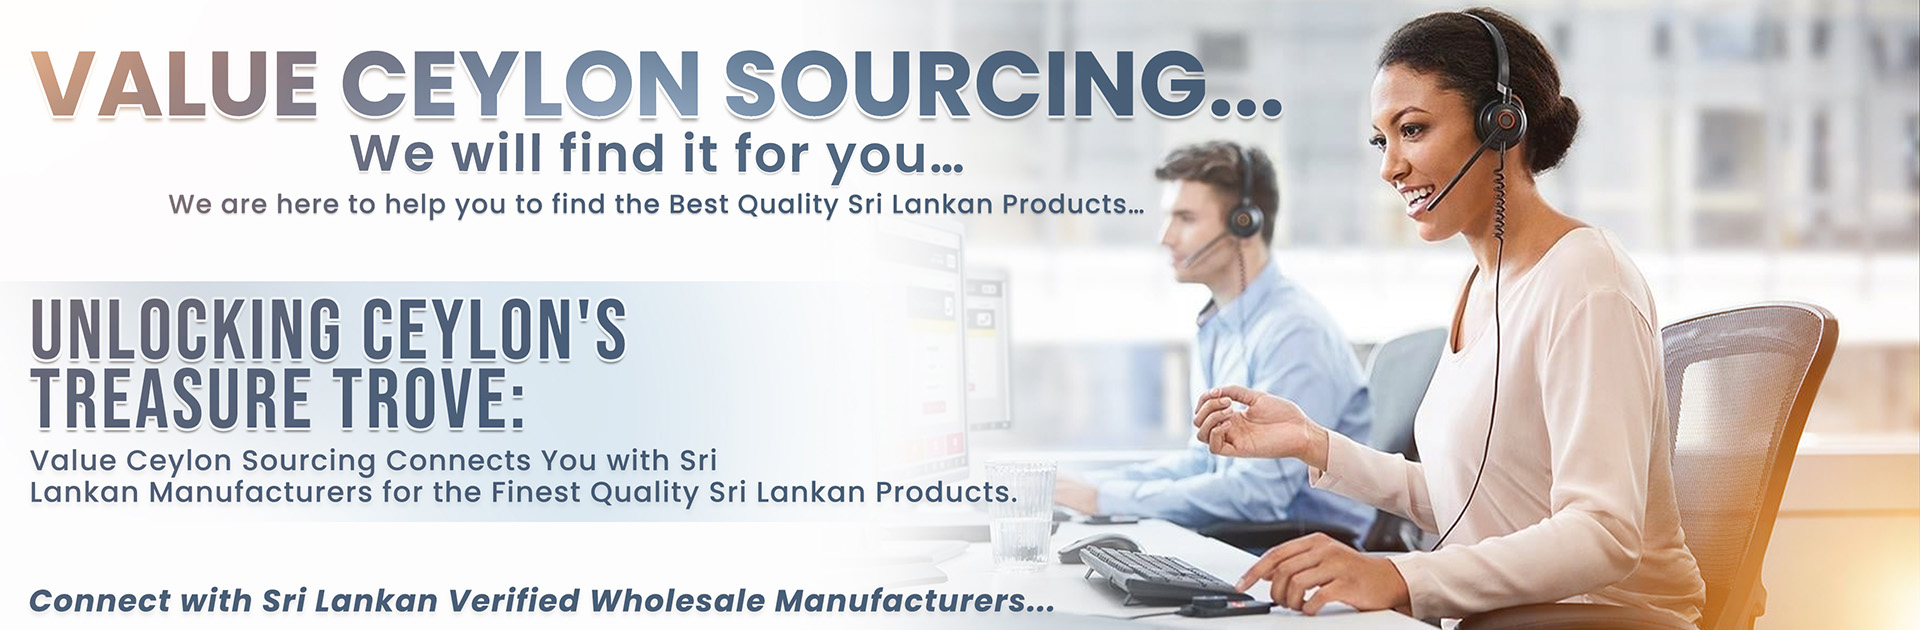 VALUE CEYLON SOURCING...
We will find it for you...
We are here to help you to find the Best Quality Sri Lankan Products...
UNLOCKING CEYLON'S
TREASURE TROVE:
Value Ceylon Sourcing Connects You with Sri
Lankan Manufacturers for the Finest Quality Sri Lankan Products.
Connect with Sri Lankan Verified Wholesale Manufacturers...